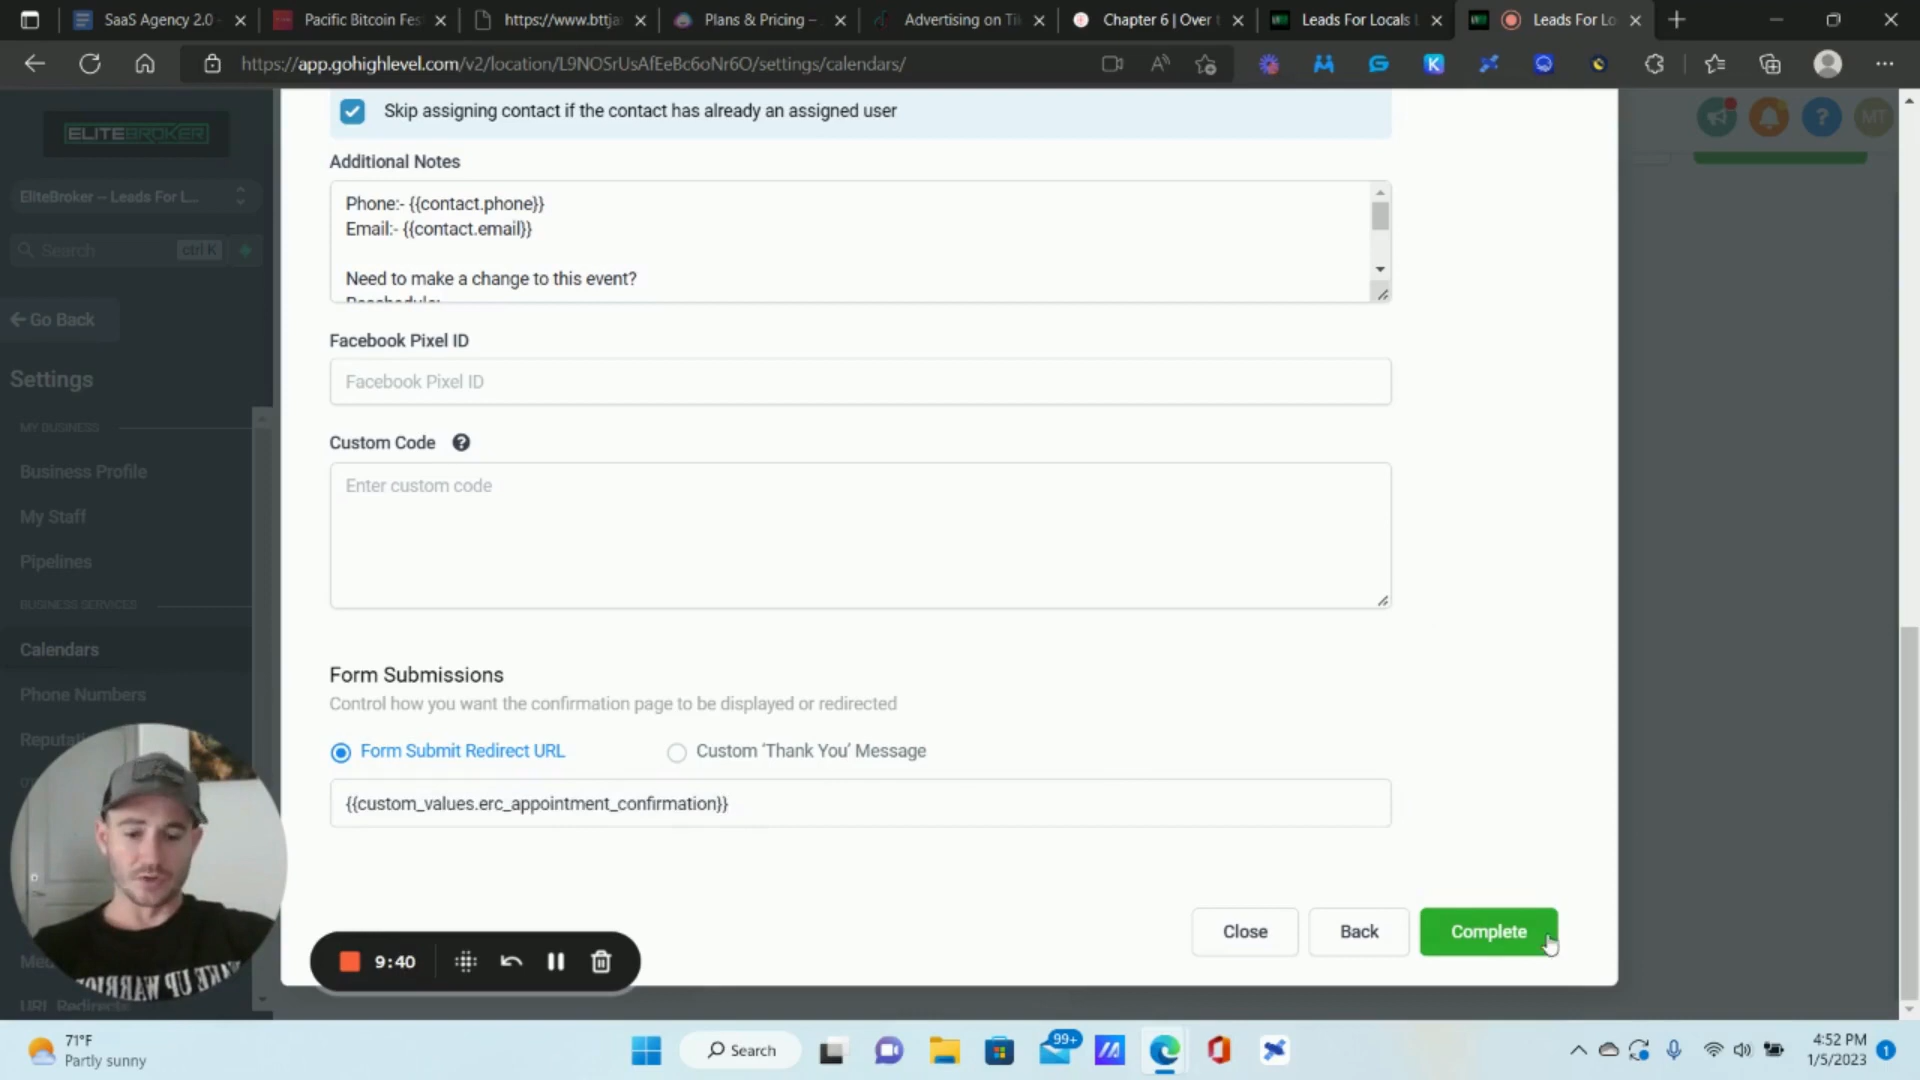 SaaS Agency 2.0
Pacific Bitcoin Fes
https://www.bttja
Plans & Pricing –
Advertising on Ti
Chapter 6 | Over
Leads For Locals
Leads For Lo
https://app.gohighlevel.com/v2/location/L9NOSrUsAfEeBc6oNr6O/settings/calendars/
ELITEBROKER
EliteBroker – Leads For L...
Search
ctrl K
Go Back
Settings
MY BUSINESS
Business Profile
My Staff
Pipelines
BUSINESS SERVICES
Calendars
Phone Numbers
URL Redirects
MT
Skip assigning contact if the contact has already an assigned user
Additional Notes
Phone:- {{contact.phone}}
Email:- {{contact.email}}
Need to make a change to this event?
Reschedule:-
Facebook Pixel ID
Facebook Pixel ID
Custom Code
Enter custom code
Form Submissions
Control how you want the confirmation page to be displayed or redirected
Form Submit Redirect URL
Custom ‘Thank You’ Message
{{custom_values.erc_appointment_confirmation}}
Close
Back
Complete
9:40
71°F
Partly sunny
Search
99+
4:52 PM
1/5/2023
1